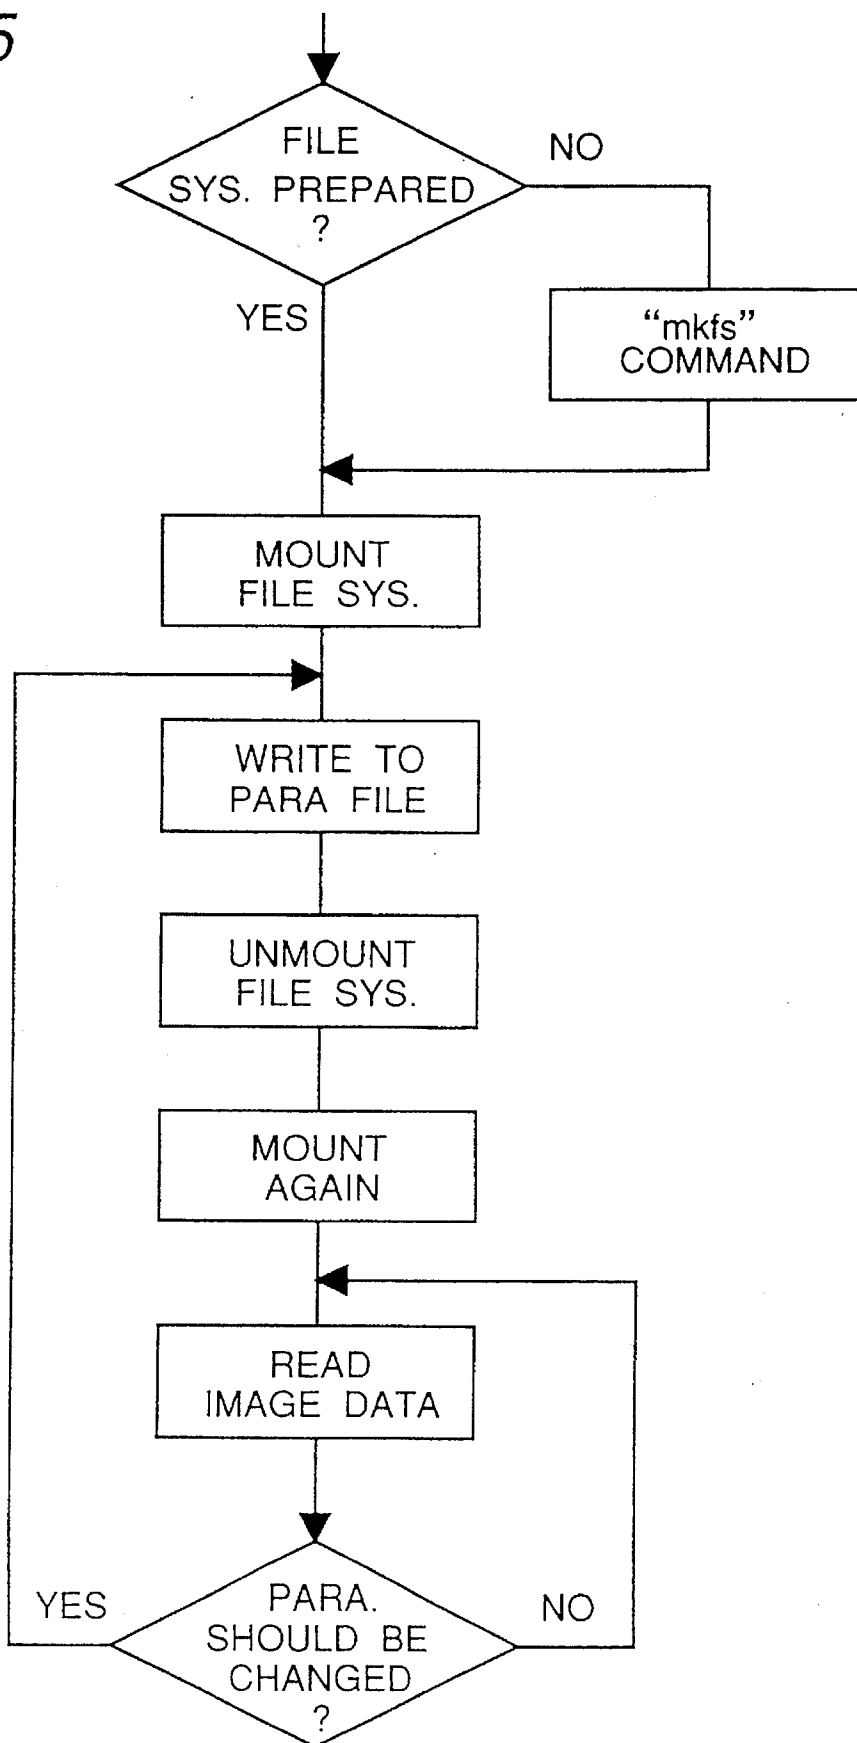 FILE
NO
SYS. PREPARED
?
YES
“mkfs”
COMMAND
MOUNT
FILE SYS.
WRITE TO
PARA FILE
UNMOUNT
FILE SYS.
MOUNT
AGAIN
READ
IMAGE DATA
YES
PARA.
NO
SHOULD BE
CHANGED
?